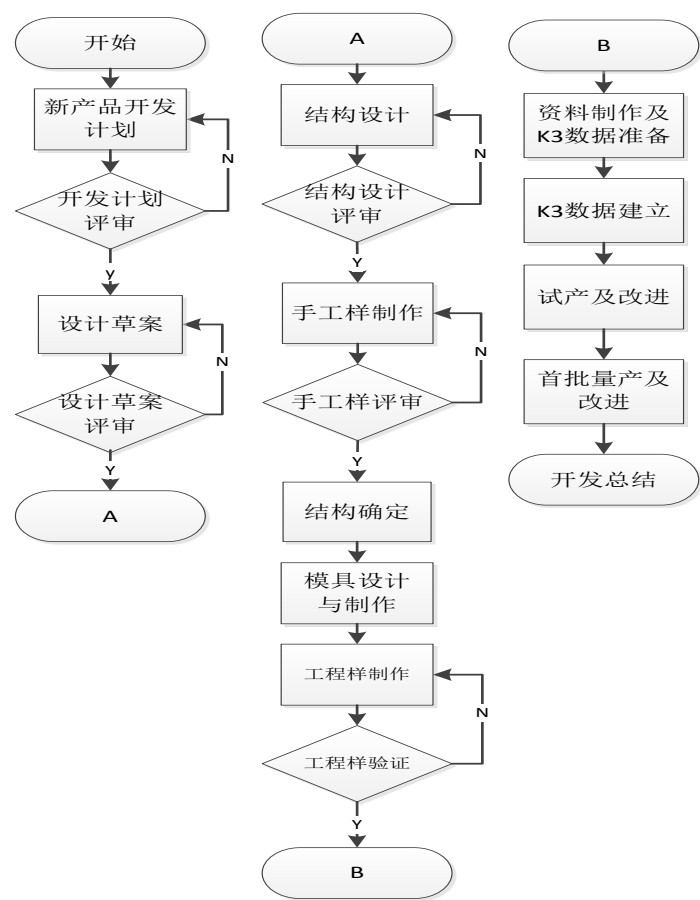 开始
新产品开发
计划
N
开发计划
评审
y
设计草案
N
设计草案
评审
Y
A
A
结构设计
N
结构设计
评审
Y
手工样制作
N
手工样评审
Y
结构确定
模具设计
与制作
工程样制作
N
工程样验证
Y
B
B
资料制作及
K3数据准备
K3数据建立
试产及改进
首批量产及
改进
开发总结